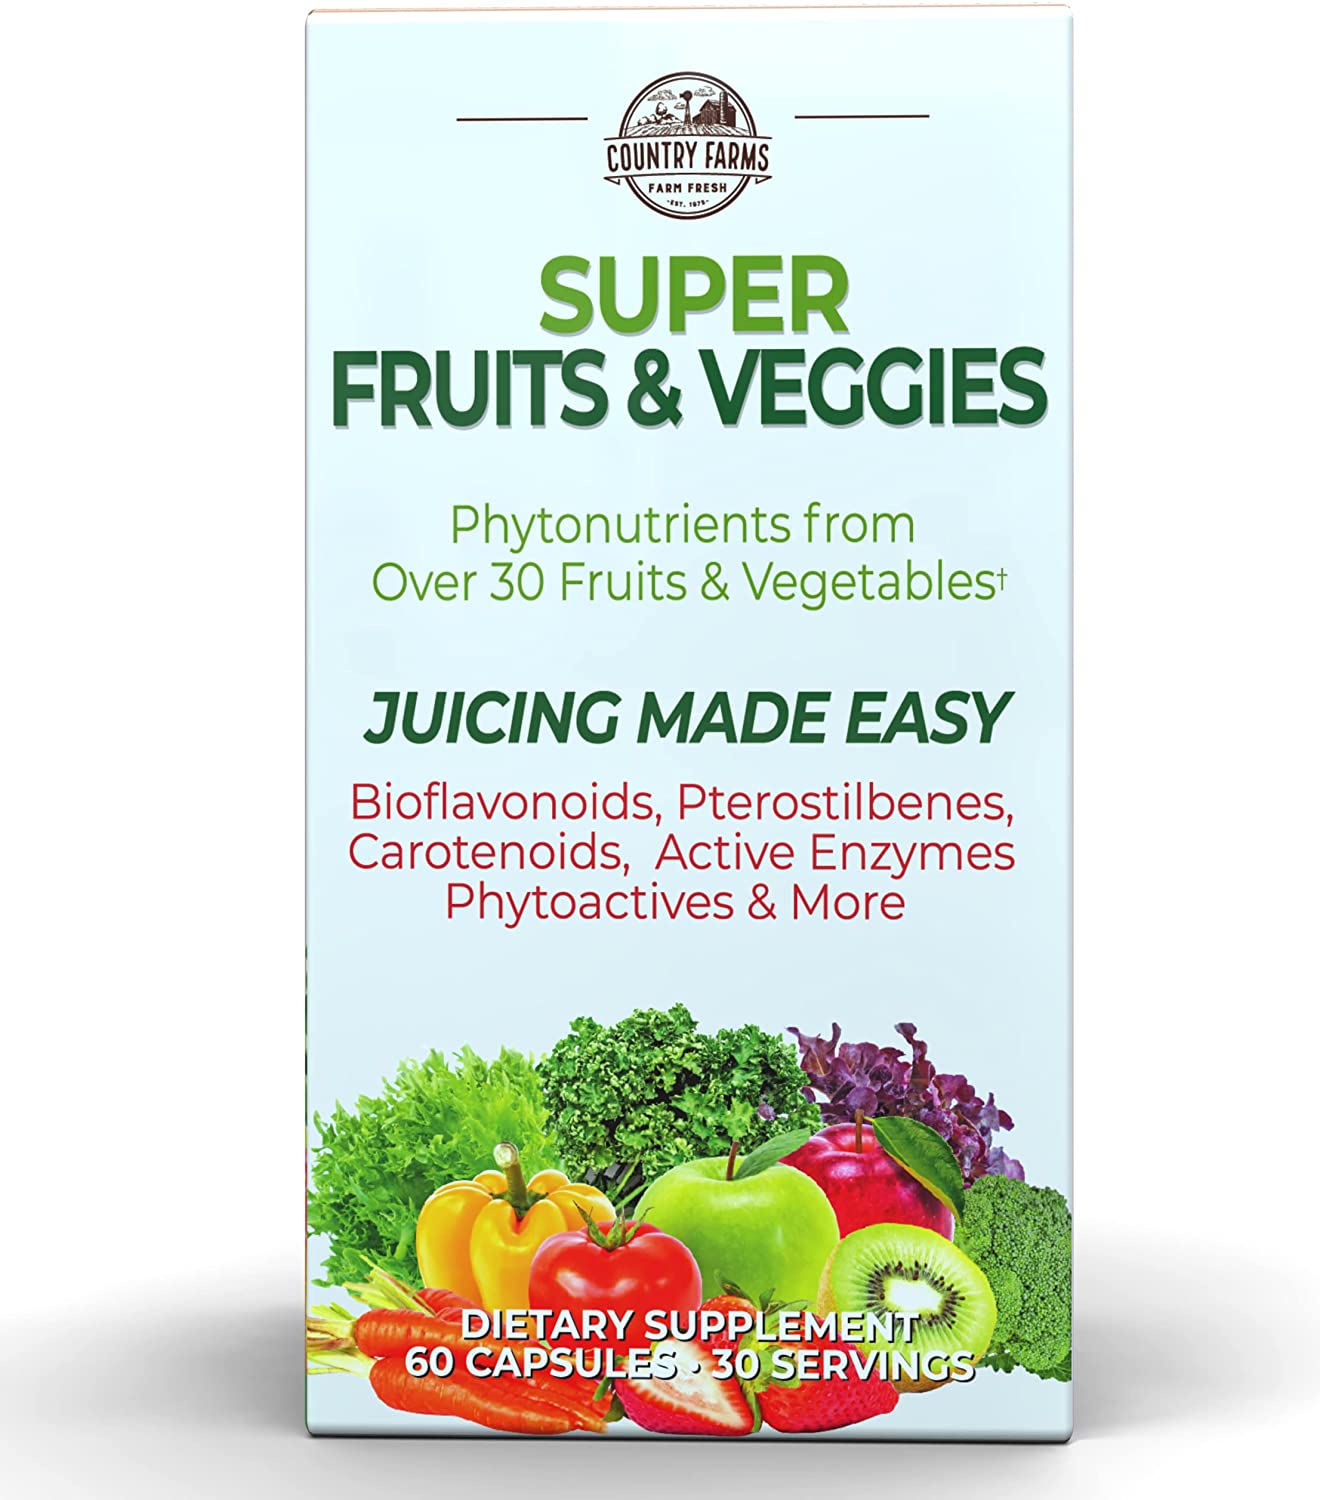 COUNTRY FARMS
FARM FRESH
-EST. 1975-
SUPER
FRUITS & VEGGIES
Phytonutrients from
Over 30 Fruits & Vegetables†
JUICING MADE EASY
Bioflavonoids, Pterostilbenes,
Carotenoids, Active Enzymes
Phytoactives & More
DIETARY SUPPLEMENT
60 CAPSULES • 30 SERVINGS